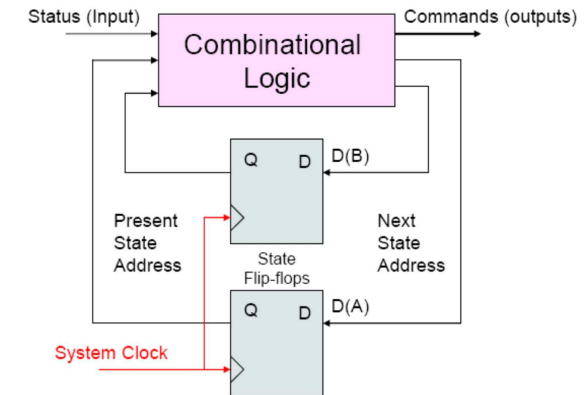 Status (Input)
Commands (outputs)
Combinational
Logic
Q D D(B)
Present
State
Address
Next
State
Address
State
Flip-flops
Q D D(A)
System Clock